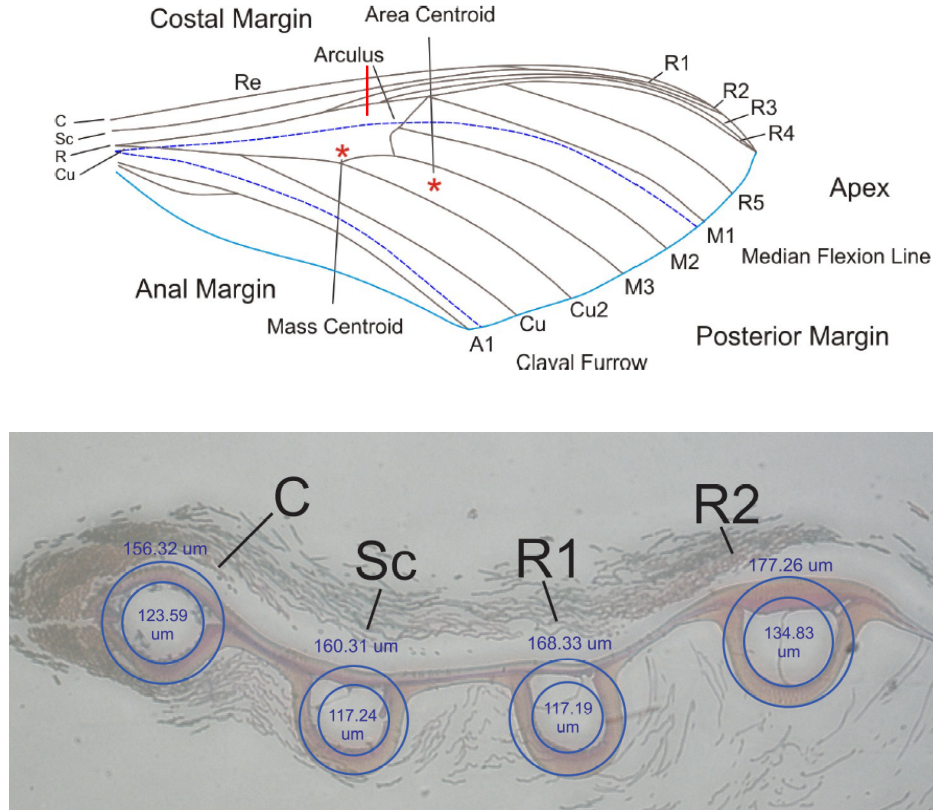 Costal Margin
Area Centroid
Arculus
Re
R1
R2
R3
R4
C
Sc
R
Cu
*
*
R5
Apex
M1
Median Flexion Line
M2
M3
Anal Margin
Mass Centroid
Cu2
Cu
A1
Posterior Margin
Claval Furrow
C
R2
156.32 um
Sc
R1
177.26 um
123.59
um
160.31 um
168.33 um
134.83
um
117.24
um
117.19
um